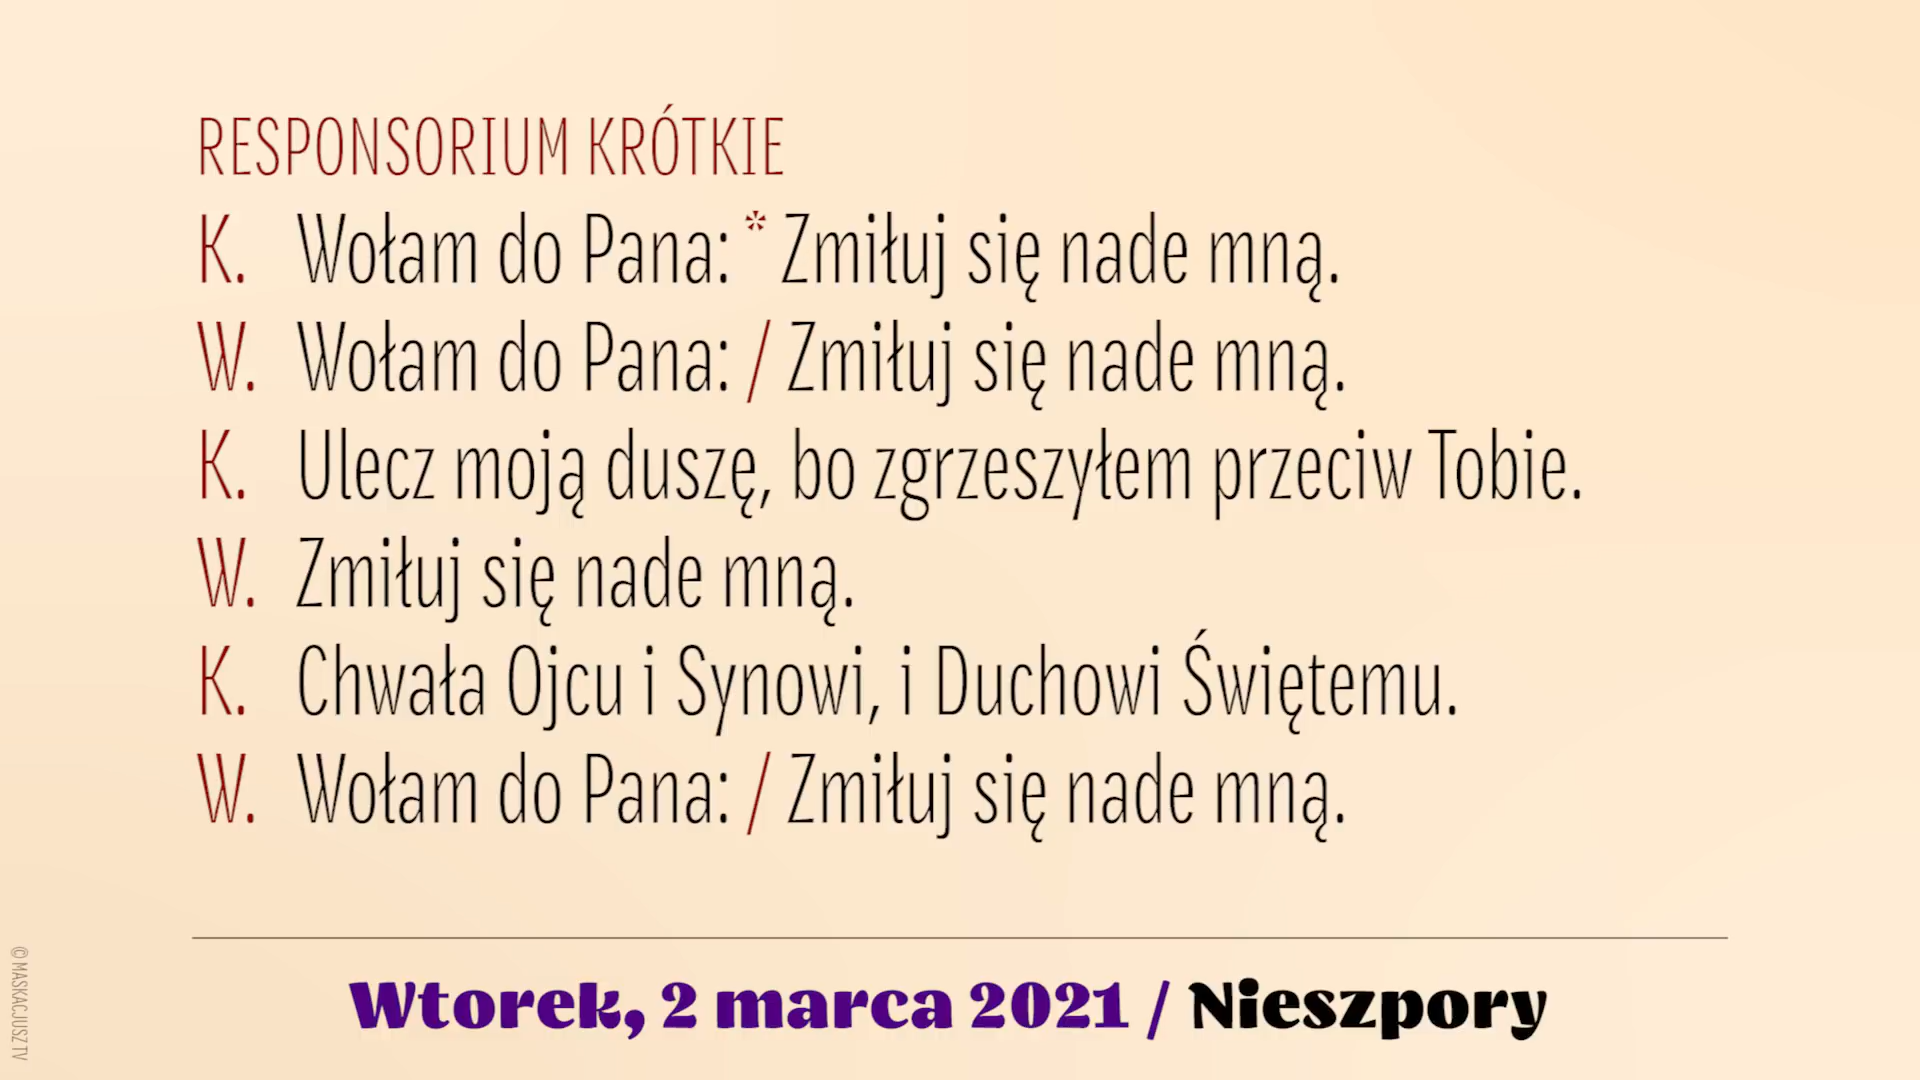 RESPONSORIUM KRÓTKIE
K. Wołam do Pana: * Zmiłuj się nade mną.
W. Wołam do Pana: / Zmiłuj się nade mną.
K. Ulecz moją duszę, bo zgrzeszyłem przeciw Tobie.
W. Zmiłuj się nade mną.
K. Chwała Ojcu i Synowi, i Duchowi Świętemu.
W. Wołam do Pana: / Zmiłuj się nade mną.
Wtorek, 2 marca 2021 / Nieszpory
© MASKACJUSZ TV